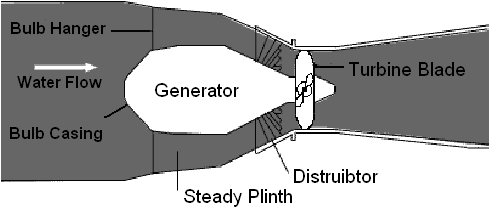 Bulb Hanger
Water Flow
Bulb Casing
Generator
Turbine Blade
Distruibtor
Steady Plinth